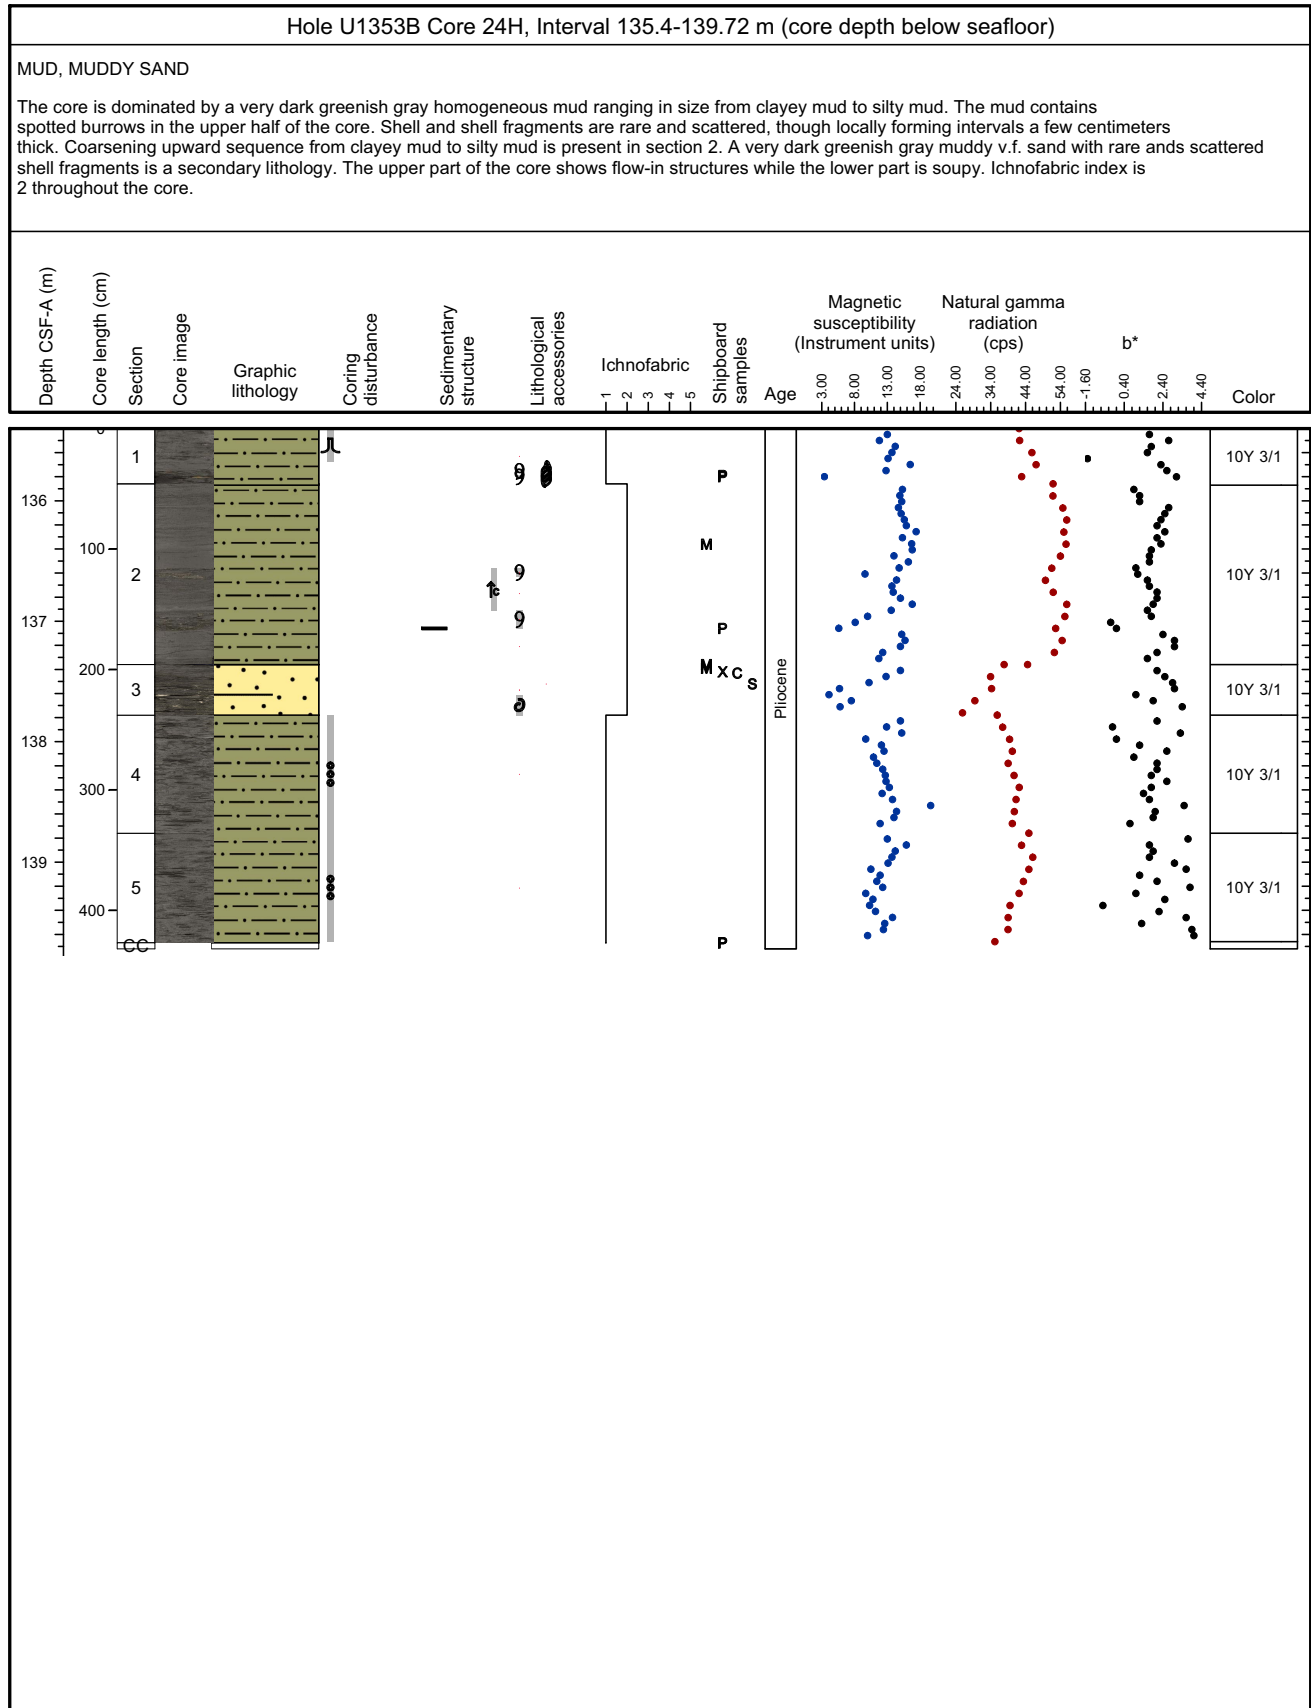 Hole U1353B Core 24H, Interval 135.4-139.72 m (core depth below seafloor)
MUD, MUDDY SAND
The core is dominated by a very dark greenish gray homogeneous mud ranging in size from clayey mud to silty mud. The mud contains
spotted burrows in the upper half of the core. Shell and shell fragments are rare and scattered, though locally forming intervals a few centimeters
thick. Coarsening upward sequence from clayey mud to silty mud is present in section 2. A very dark greenish gray muddy v.f. sand with rare ands scattered
shell fragments is a secondary lithology. The upper part of the core shows flow-in structures while the lower part is soupy. Ichnofabric index is
2 throughout the core.
Depth CSF-A (m)
Core length (cm)
Section
Core image
Graphic
lithology
Coring
disturbance
Sedimentary
structure
Lithological
accessories
Ichnofabric
1 2 3 4 5
Shipboard
samples
Age
Magnetic
susceptibility
(Instrument units)
3.00 8.00 13.00 18.00
Natural gamma
radiation
(cps)
24.00 34.00 44.00 54.00
b*
-1.60 0.40 2.40 4.40
Color
1 10Y 3/1
P
136
M
100
2 10Y 3/1
c
137 P
200 M
M X C
3 S 10Y 3/1
Pliocene
138
4 10Y 3/1
300
139
5 10Y 3/1
400
CC P